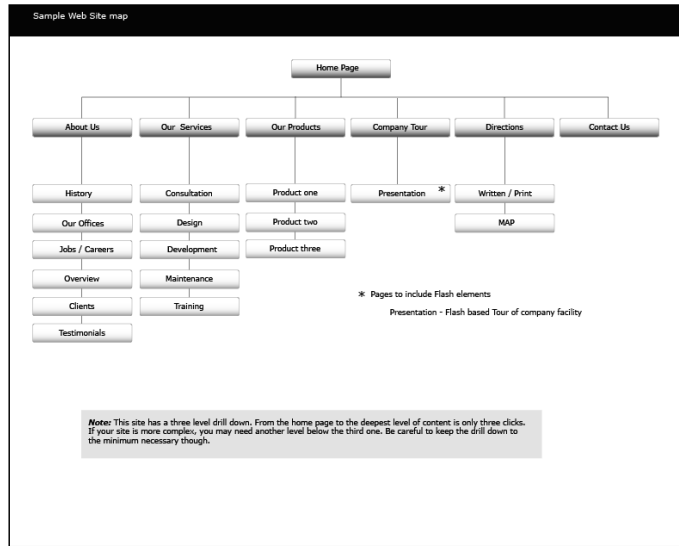 Sample Web Site map
Home Page
About Us
Our Services
Our Products
Company Tour
Directions
Contact Us
History
Consultation
Product one
Presentation *
Written / Print
Our Offices
Design
Product two
MAP
Jobs / Careers
Development
Product three
Overview
Maintenance
Clients
Training
Testimonials
* Pages to include Flash elements
Presentation - Flash based Tour of company facility
Note: This site has a three level drill down. From the home page to the deepest level of content is only three clicks.
If your site is more complex, you may need another level below the third one. Be careful to keep the drill down to
the minimum necessary though.